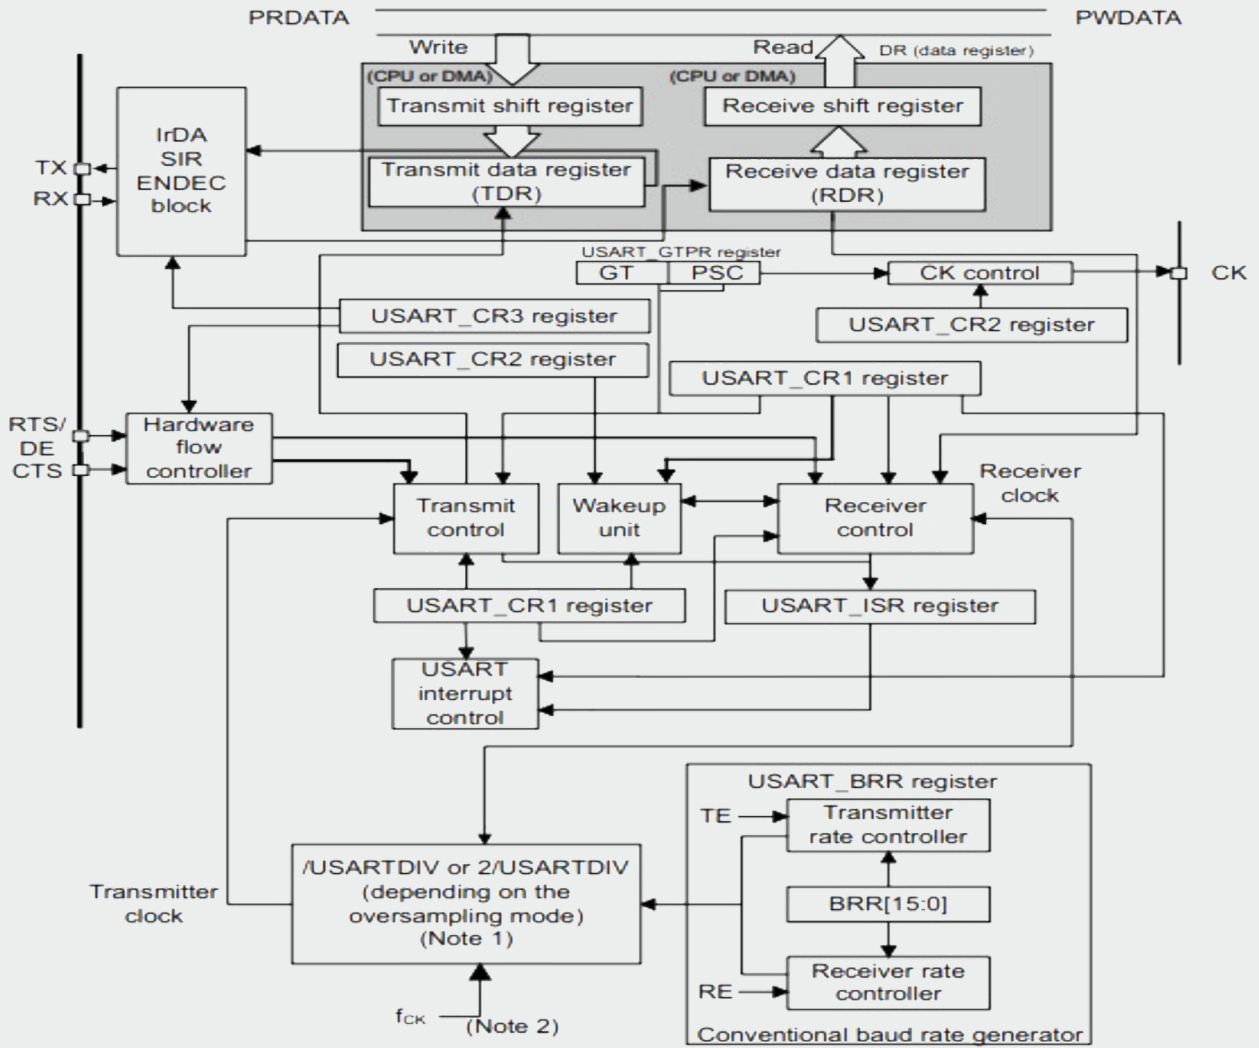 PRDATA
PWDATA
Write
Read
DR (data register)
(CPU or DMA)
(CPU or DMA)
Transmit shift register
Receive shift register
IrDA
SIR
ENDEC
block
TX
RX
Transmit data register
(TDR)
Receive data register
(RDR)
USART_GTPR register
GT
PSC
CK control
CK
USART_CR3 register
USART_CR2 register
USART_CR2 register
USART_CR1 register
RTS/
DE
CTS
Hardware
flow
controller
Receiver
clock
Transmit
control
Wakeup
unit
Receiver
control
USART_CR1 register
USART_ISR register
USART
interrupt
control
USART_BRR register
TE
Transmitter
rate controller
/USARTDIV or 2/USARTDIV
(depending on the
oversampling mode)
(Note 1)
Transmitter
clock
BRR[15:0]
RE
Receiver rate
controller
fCK
(Note 2)
Conventional baud rate generator